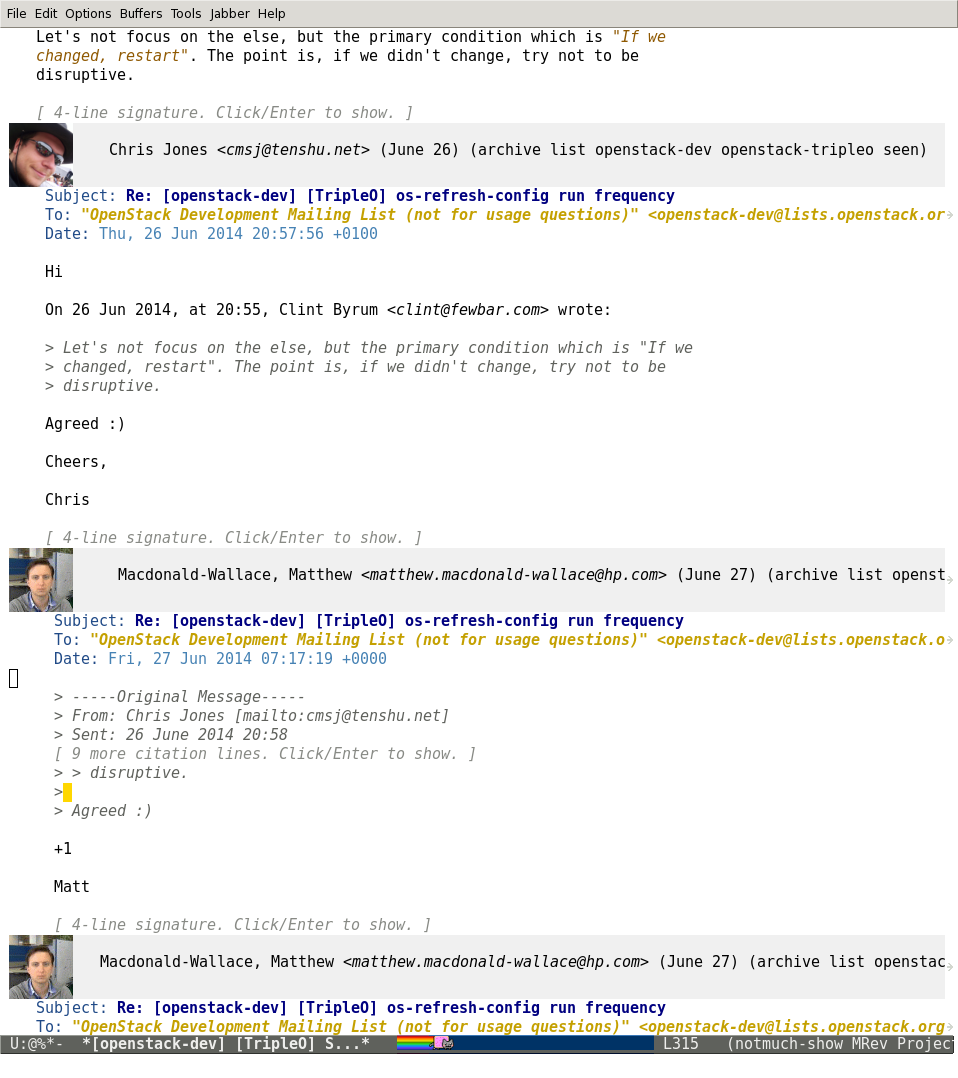 File Edit Options Buffers Tools Jabber Help
Let's not focus on the else, but the primary condition which is "If we
changed, restart". The point is, if we didn't change, try not to be
disruptive.
[ 4-line signature. Click/Enter to show. ]
Chris Jones <cmsj@tenshu.net> (June 26) (archive list openstack-dev openstack-tripleo seen)
Subject: Re: [openstack-dev] [TripleO] os-refresh-config run frequency
To: "OpenStack Development Mailing List (not for usage questions)" <openstack-dev@lists.openstack.or
Date: Thu, 26 Jun 2014 20:57:56 +0100
Hi
On 26 Jun 2014, at 20:55, Clint Byrum <clint@fewbar.com> wrote:
> Let's not focus on the else, but the primary condition which is "If we
> changed, restart". The point is, if we didn't change, try not to be
> disruptive.
Agreed :)
Cheers,
Chris
[ 4-line signature. Click/Enter to show. ]
Macdonald-Wallace, Matthew <matthew.macdonald-wallace@hp.com> (June 27) (archive list openst
Subject: Re: [openstack-dev] [TripleO] os-refresh-config run frequency
To: "OpenStack Development Mailing List (not for usage questions)" <openstack-dev@lists.openstack.o
Date: Fri, 27 Jun 2014 07:17:19 +0000
> -----Original Message-----
> From: Chris Jones [mailto:cmsj@tenshu.net]
> Sent: 26 June 2014 20:58
[ 9 more citation lines. Click/Enter to show. ]
> > disruptive.
>
> Agreed :)
+1
Matt
[ 4-line signature. Click/Enter to show. ]
Macdonald-Wallace, Matthew <matthew.macdonald-wallace@hp.com> (June 27) (archive list openstac
Subject: Re: [openstack-dev] [TripleO] os-refresh-config run frequency
To: "OpenStack Development Mailing List (not for usage questions)" <openstack-dev@lists.openstack.org
U:@%*- *[openstack-dev] [TripleO] S...* L315 (notmuch-show MRev Projec